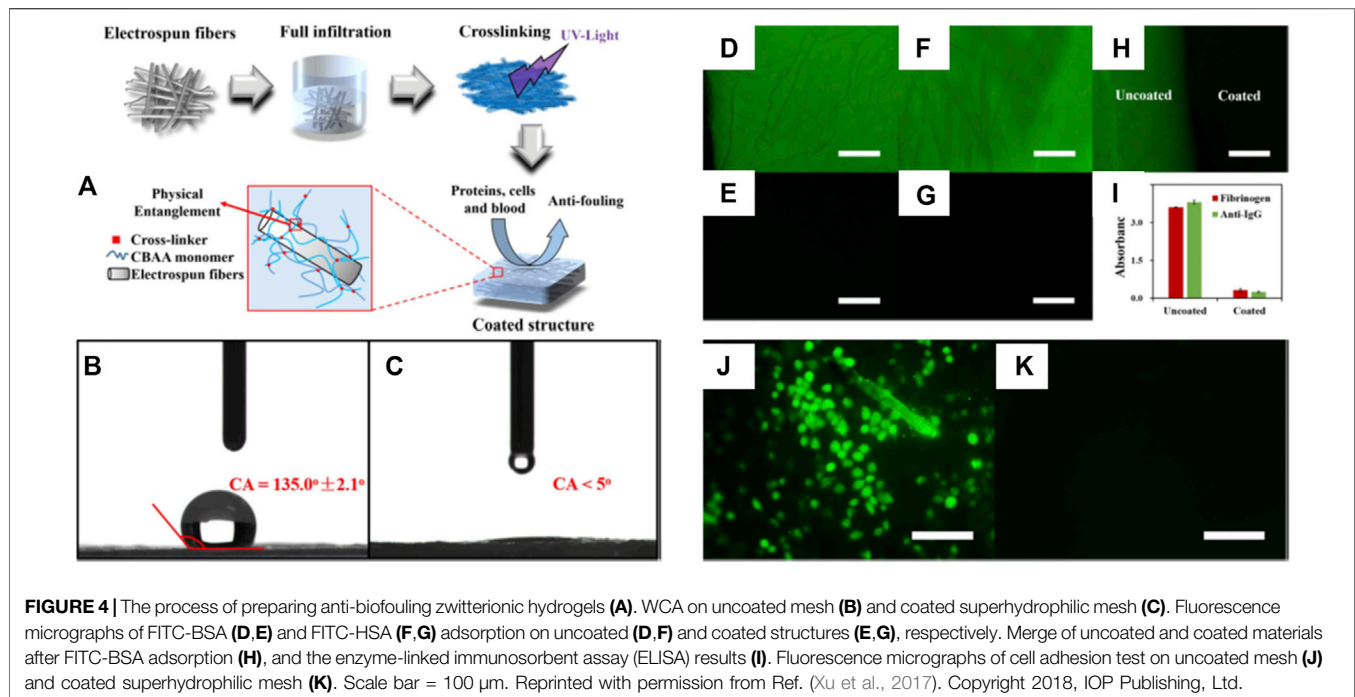 Electrospun fibers
Full infiltration
Crosslinking
UV-Light
A
Physical
Entanglement
Cross-linker
CBAA monomer
Electrospun fibers
Proteins, cells
and blood
Anti-fouling
Coated structure
B
CA = 135.0° ±2.1°
C
CA < 5°
D
F
H
Uncoated
Coated
E
G
I
Fibrinogen
Anti-IgG
Absorbanc
3.0
1.5
0.0
Uncoated
Coated
J
K
FIGURE 4 | The process of preparing anti-biofouling zwitterionic hydrogels (A). WCA on uncoated mesh (B) and coated superhydrophilic mesh (C). Fluorescence
micrographs of FITC-BSA (D,E) and FITC-HSA (F,G) adsorption on uncoated (D,F) and coated structures (E,G), respectively. Merge of uncoated and coated materials
after FITC-BSA adsorption (H), and the enzyme-linked immunosorbent assay (ELISA) results (I). Fluorescence micrographs of cell adhesion test on uncoated mesh (J)
and coated superhydrophilic mesh (K). Scale bar = 100 μm. Reprinted with permission from Ref. (Xu et al., 2017). Copyright 2018, IOP Publishing, Ltd.